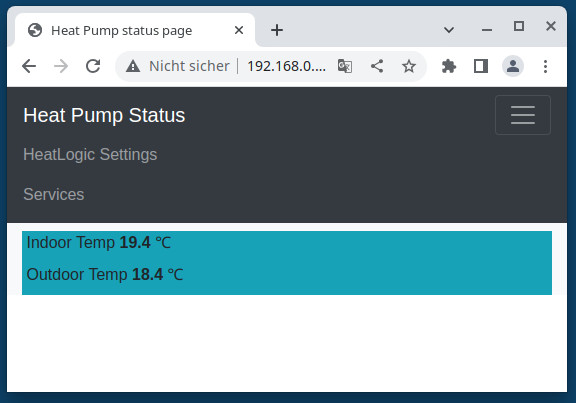 Heat Pump status page
Nicht sicher | 192.168.0....
Heat Pump Status
HeatLogic Settings
Services
Indoor Temp 19.4 ℃
Outdoor Temp 18.4 ℃